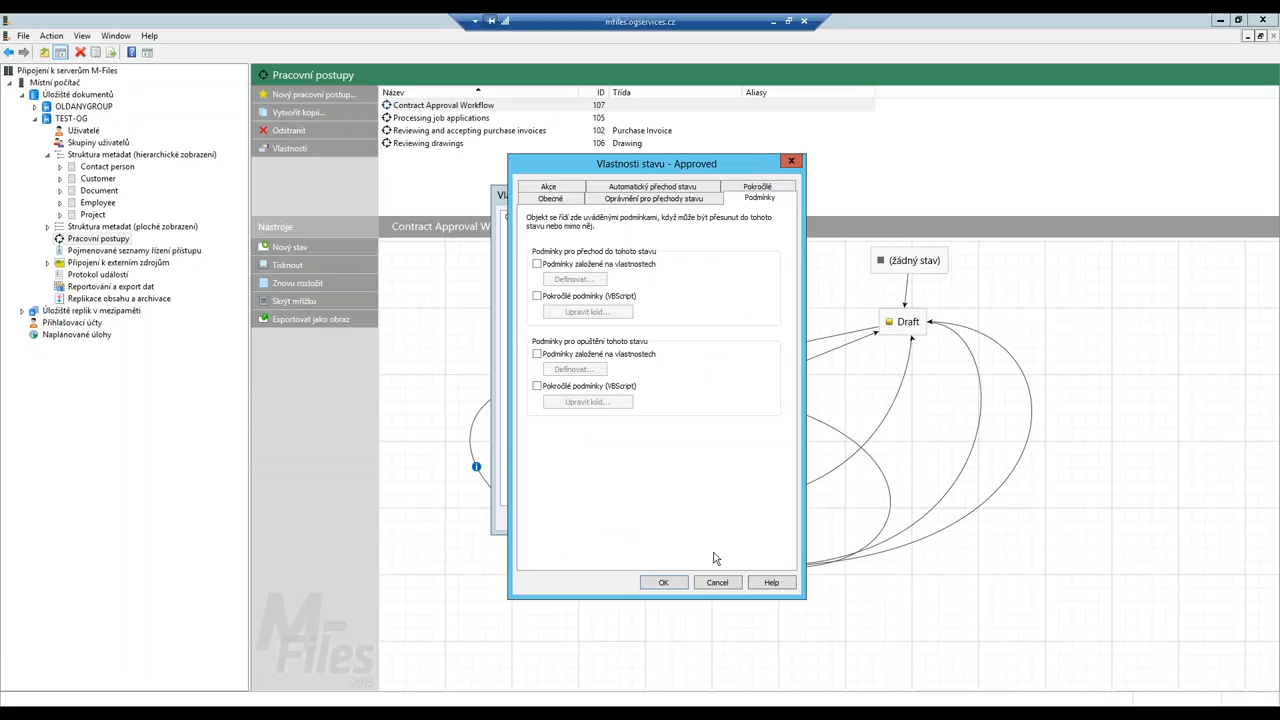 mfiles.ogservices.cz
File Action View Window Help
Připojení k serverům M-Files
Místní počítač
Úložiště dokumentů
OLDANYGROUP
TEST-OG
Uživatelé
Skupiny uživatelů
Struktura metadat (hierarchické zobrazení)
Contact person
Customer
Document
Employee
Project
Struktura metadat (ploché zobrazení)
Pracovní postupy
Pojmenované seznamy řízení přístupu
Připojení k externím zdrojům
Protokol událostí
Reportování a export dat
Replikace obsahu a archivace
Úložiště replik v mezipaměti
Přihlašovací účty
Naplánované úlohy
Pracovní postupy
Nový pracovní postup...
Vytvořit kopii...
Odstranit
Vlastnosti
Název ID Třída Aliasy
Contract Approval Workflow 107
Processing job applications 105
Reviewing and accepting purchase invoices 102 Purchase Invoice
Reviewing drawings 106 Drawing
Nástroje
Nový stav
Tisknout
Znovu rozložit
Skrýt mřížku
Exportovat jako obraz
M-Files
2015
Contract Approval W
(žádný stav)
Draft
Vlastnosti stavu - Approved
Akce Automatický přechod stavu Pokročilé
Obecné Oprávnění pro přechody stavu Podmínky
Objekt se řídí zde uváděnými podmínkami, když může být přesunut do tohoto
stavu nebo mimo něj.
Podmínky pro přechod do tohoto stavu
Podmínky založené na vlastnostech
Definovat...
Pokročilé podmínky (VBScript)
Upravit kód...
Podmínky pro opuštění tohoto stavu
Podmínky založené na vlastnostech
Definovat...
Pokročilé podmínky (VBScript)
Upravit kód...
OK Cancel Help